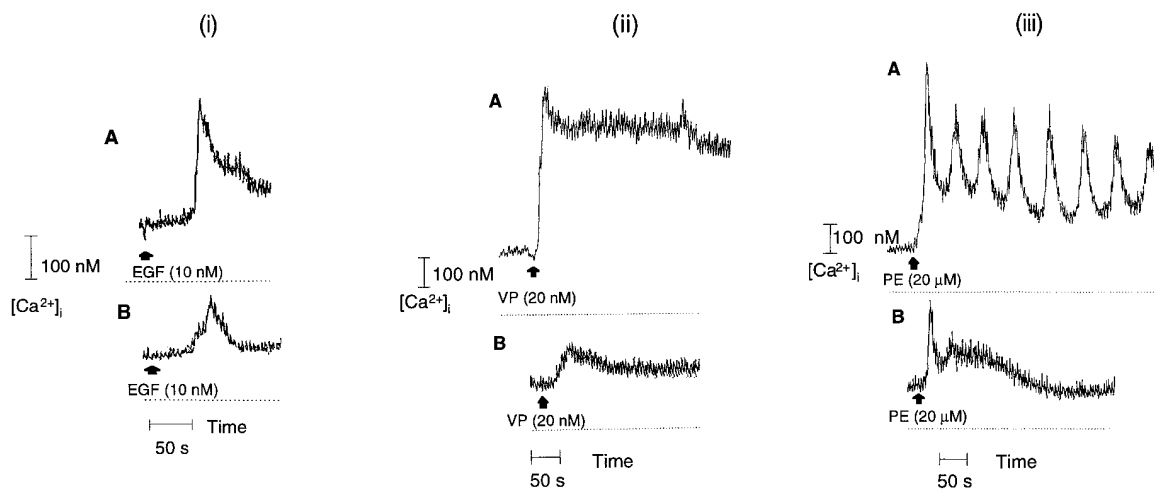 (i)
A
100 nM
EGF (10 nM)
[Ca²⁺]ᵢ
B
EGF (10 nM)
Time
50 s
(ii)
A
100 nM
VP (20 nM)
[Ca²⁺]ᵢ
B
VP (20 nM)
Time
50 s
(iii)
A
100 nM
PE (20 µM)
[Ca²⁺]ᵢ
B
PE (20 µM)
Time
50 s